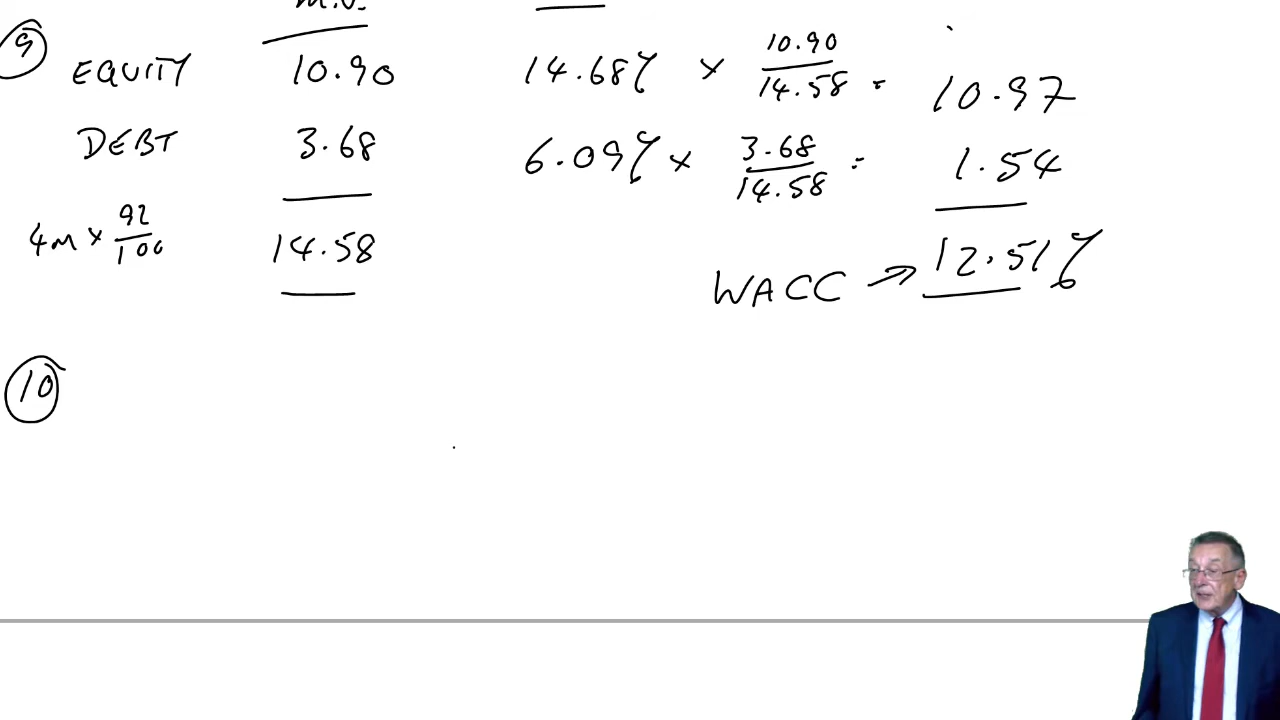 M.V.
9
EQUITY 10.90 14.68% × 10.90/14.58 = 10.97
DEBT 3.68 6.09% × 3.68/14.58 = 1.54
4m × 92/100 14.58 WACC → 12.51%
10